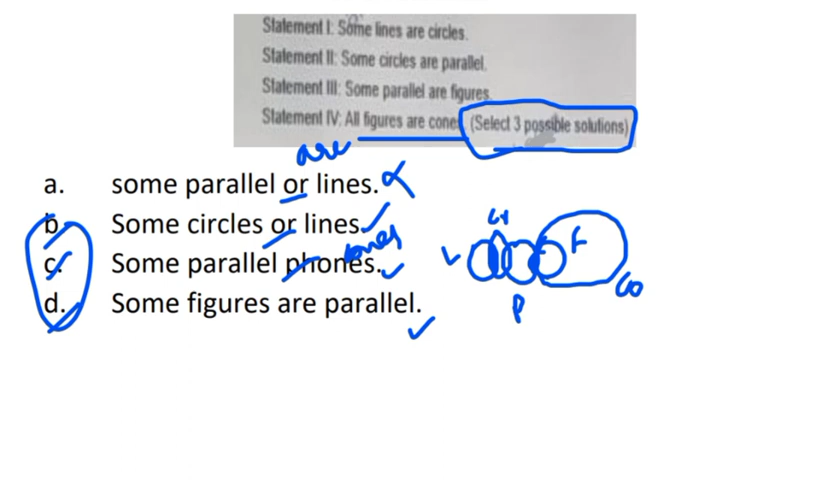 Statement I: Some lines are circles.
Statement II: Some circles are parallel.
Statement III: Some parallel are figures.
Statement IV: All figures are cone (Select 3 possible solutions)
are
a. some parallel or lines.
b. Some circles or lines.
ones
c. Some parallel phones.
d. Some figures are parallel.
L
F
P
Co